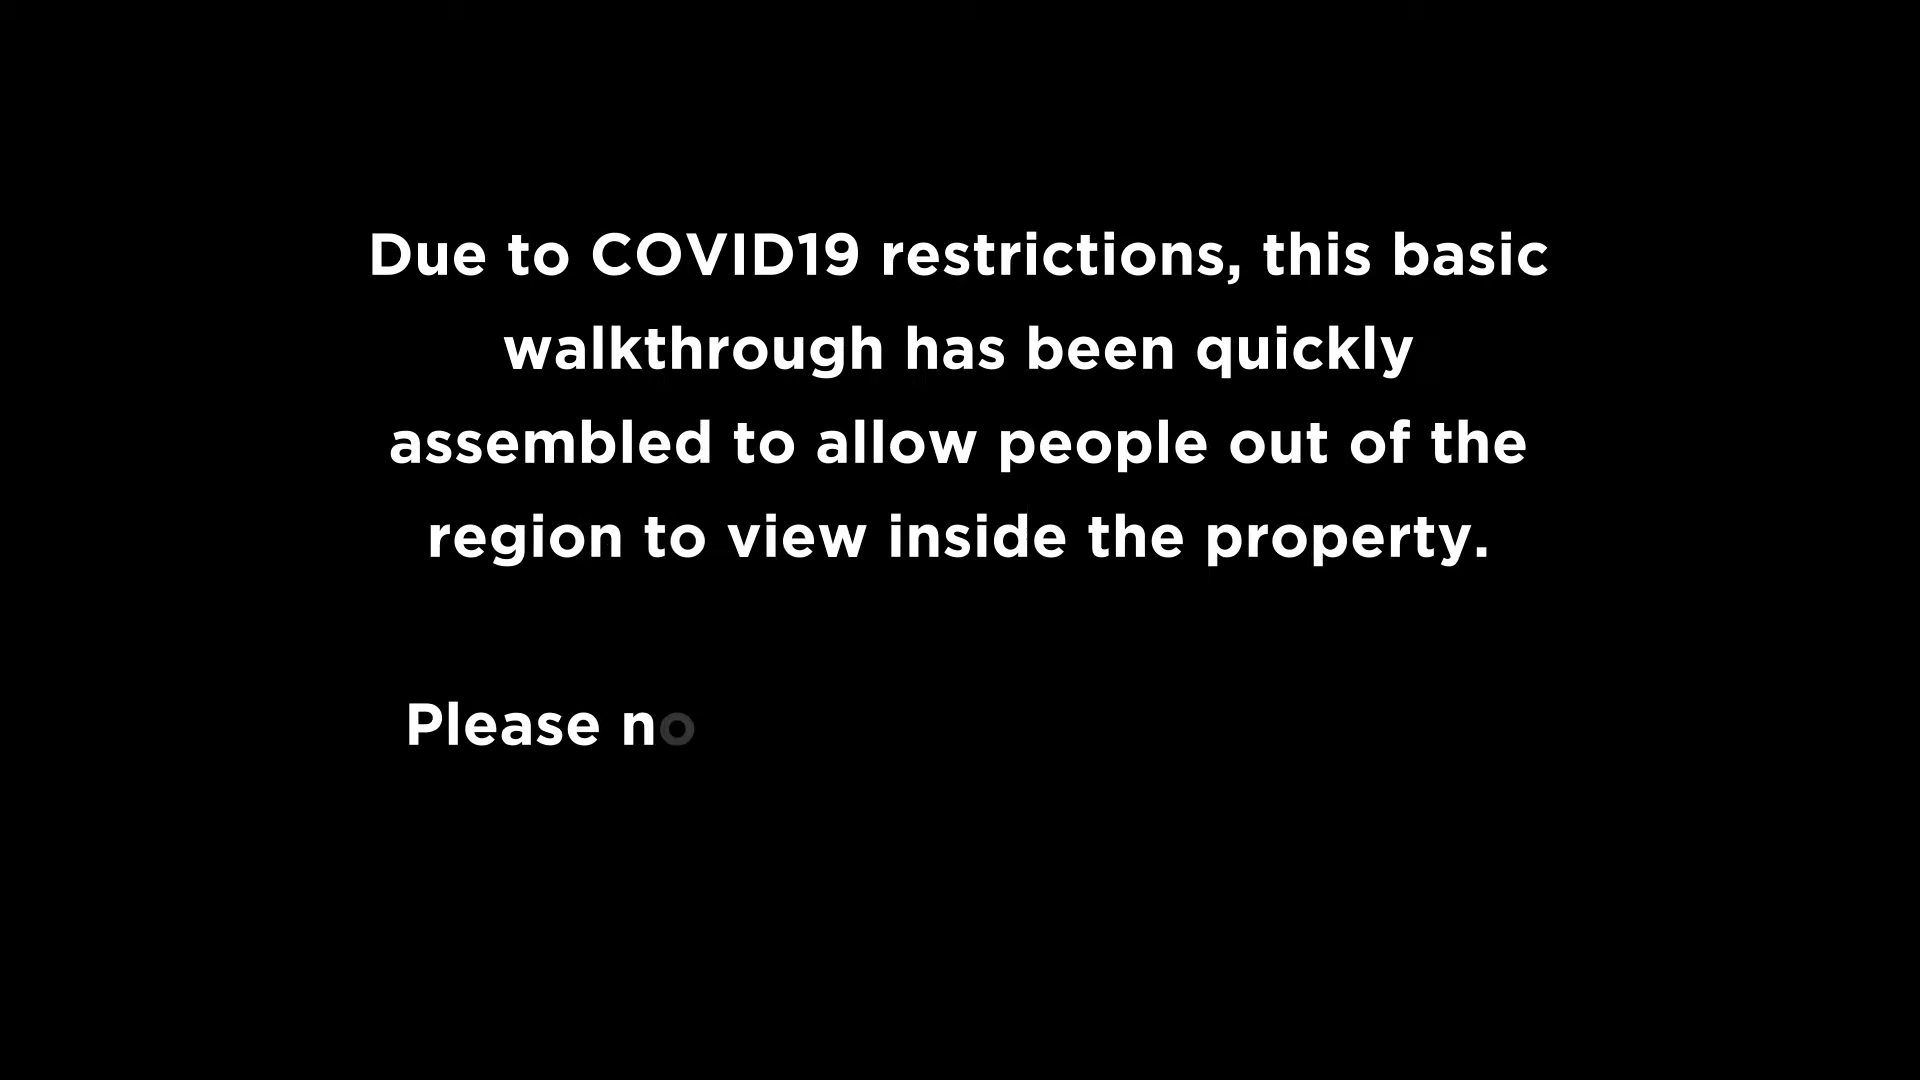 Due to COVID19 restrictions, this basic
walkthrough has been quickly
assembled to allow people out of the
region to view inside the property.
Please no